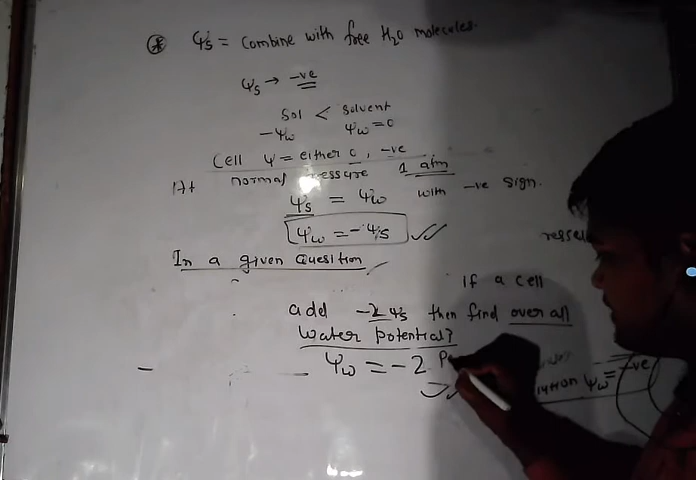 Ψs = Combine with free H2O molecules.
Ψs → -ve
Sol < Solvent
-Ψw Ψw=0
Cell Ψ = either 0, -ve
At normal pressure 1 atm
Ψs = Ψw with -ve sign.
Ψw = -Ψs
In a given Question
if a cell
add -2 Ψs then find over all
Water Potential?
Ψw = -2
Ψw = -ve